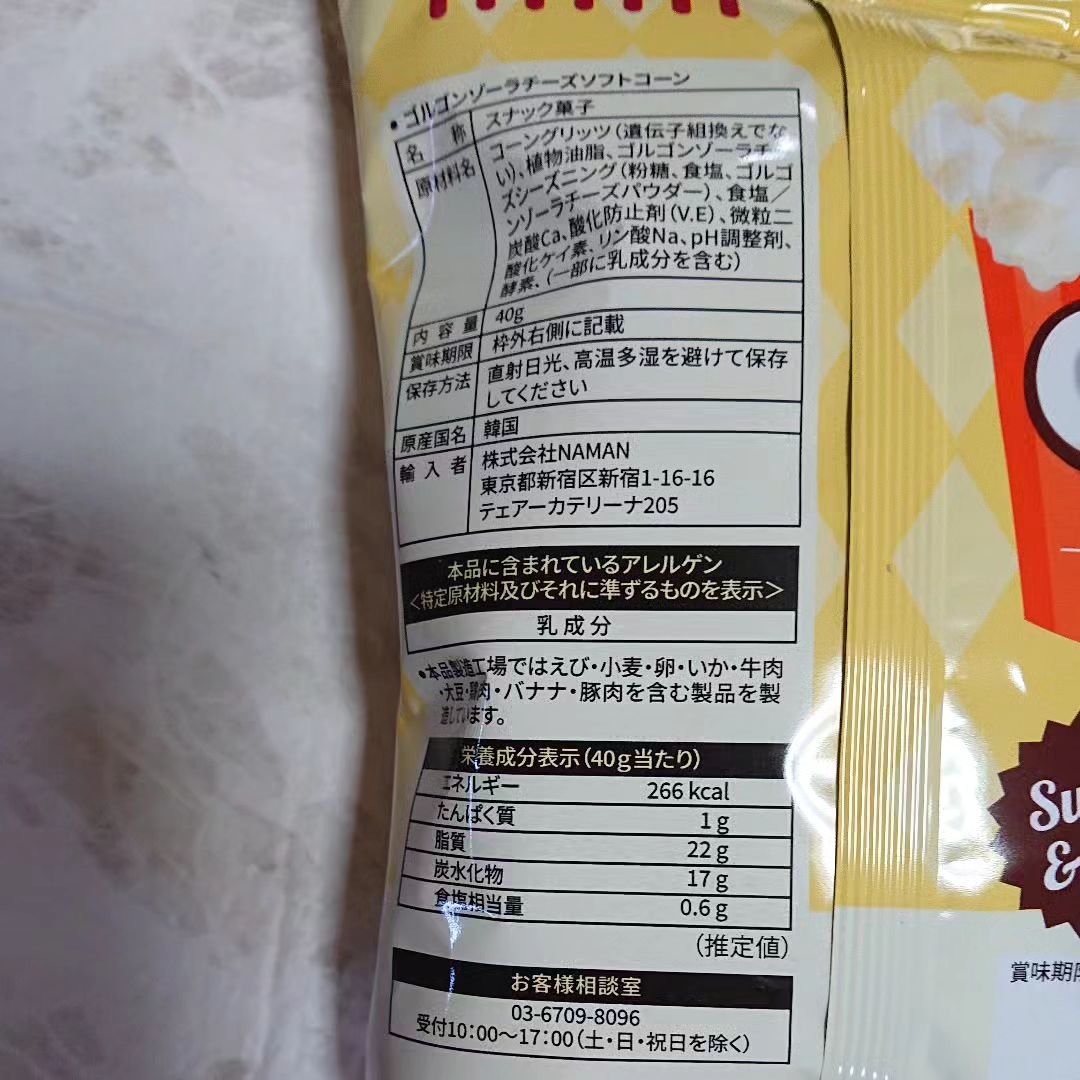 •ゴルゴンゾーラチーズソフトコーン
名 称 スナック菓子
原材料名 コーングリッツ(遺伝子組換えでな
い)、植物油脂、ゴルゴンゾーラチー
ズシーズニング(粉糖、食塩、ゴルゴ
ンゾーラチーズパウダー)、食塩／
炭酸Ca、酸化防止剤(V.E)、微粒二
酸化ケイ素、リン酸Na、pH調整剤、
酵素、(一部に乳成分を含む)
内 容 量 40g
賞味期限 枠外右側に記載
保存方法 直射日光、高温多湿を避けて保存
してください
原産国名 韓国
輸 入 者 株式会社NAMAN
東京都新宿区新宿1-16-16
テェアーカテリーナ205
本品に含まれているアレルゲン
<特定原材料及びそれに準ずるものを表示>
乳成分
•本品製造工場ではえび・小麦・卵・いか・牛肉
・大豆・鶏肉・バナナ・豚肉を含む製品を製
造しています。
栄養成分表示(40g当たり)
エネルギー 266 kcal
たんぱく質 1 g
脂質 22 g
炭水化物 17 g
食塩相当量 0.6 g
(推定値)
お客様相談室
03-6709-8096
受付10:00〜17:00(土・日・祝日を除く)
&
賞味期